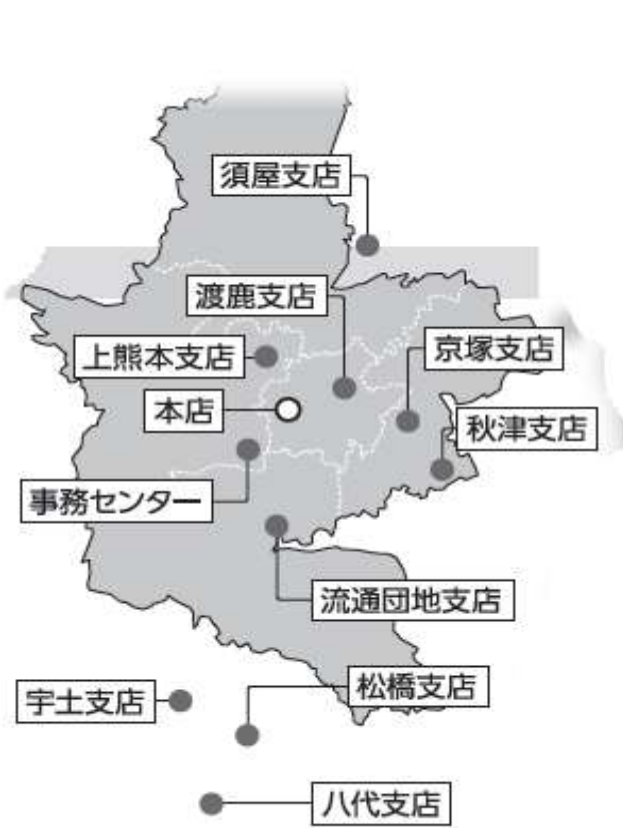 須屋支店
渡鹿支店
上熊本支店
京塚支店
本店
秋津支店
事務センター
流通団地支店
松橋支店
宇土支店
八代支店